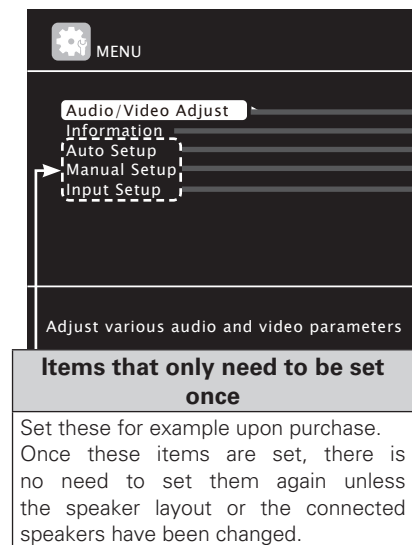 MENU
Audio/Video Adjust
Information
Auto Setup
Manual Setup
Input Setup
Adjust various audio and video parameters
Items that only need to be set
once
Set these for example upon purchase.
Once these items are set, there is
no need to set them again unless
the speaker layout or the connected
speakers have been changed.